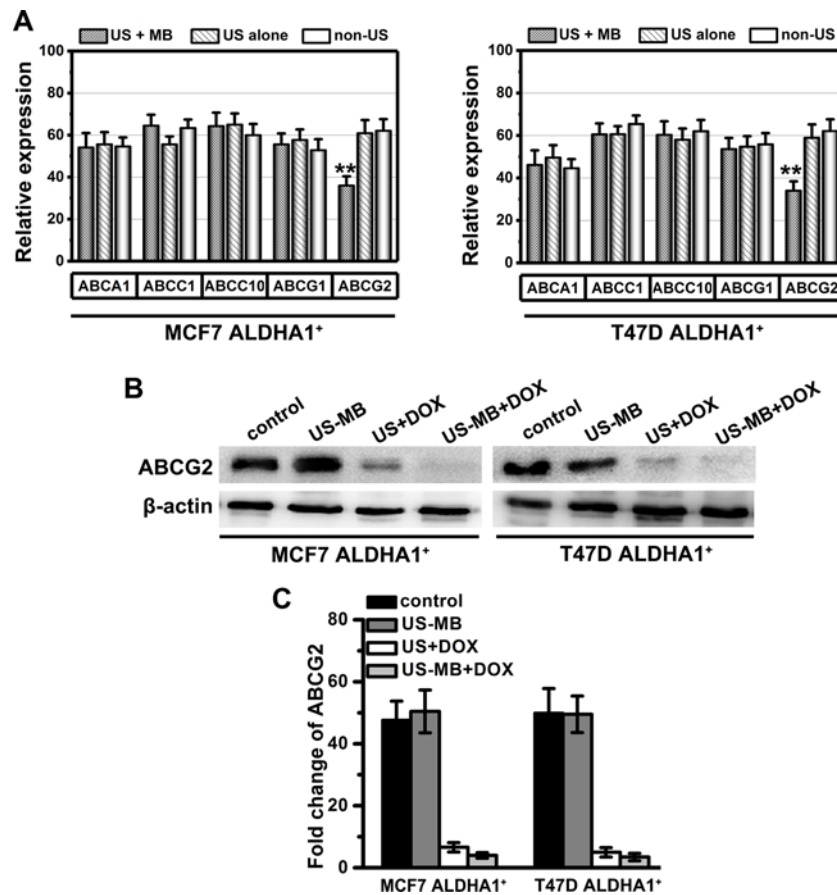 A
US + MB US alone non-US
Relative expression
100
80
60
40
20
0
**
ABCA1 ABCC1 ABCC10 ABCG1 ABCG2
MCF7 ALDHA1⁺
US + MB US alone non-US
Relative expression
100
80
60
40
20
0
**
ABCA1 ABCC1 ABCC10 ABCG1 ABCG2
T47D ALDHA1⁺
B
control US-MB US+DOX US-MB+DOX control US-MB US+DOX US-MB+DOX
ABCG2
β-actin
MCF7 ALDHA1⁺ T47D ALDHA1⁺
C
control
US-MB
US+DOX
US-MB+DOX
Fold change of ABCG2
80
60
40
20
0
MCF7 ALDHA1⁺ T47D ALDHA1⁺